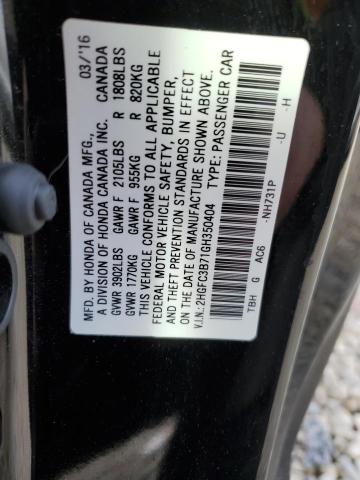 MFD. BY HONDA OF CANADA MFG., 03/'16
A DIVISION OF HONDA CANADA INC. CANADA
GVWR 3902LBS GAWR F 2105LBS R 1808LBS
GVWR 1770KG GAWR F 955KG R 820KG
THIS VEHICLE CONFORMS TO ALL APPLICABLE
FEDERAL MOTOR VEHICLE SAFETY, BUMPER,
AND THEFT PREVENTION STANDARDS IN EFFECT
ON THE DATE OF MANUFACTURE SHOWN ABOVE.
V.I.N.: 2HGFC3B71GH350404 TYPE: PASSENGER CAR
TBH G AC6 -NH731P -U -H